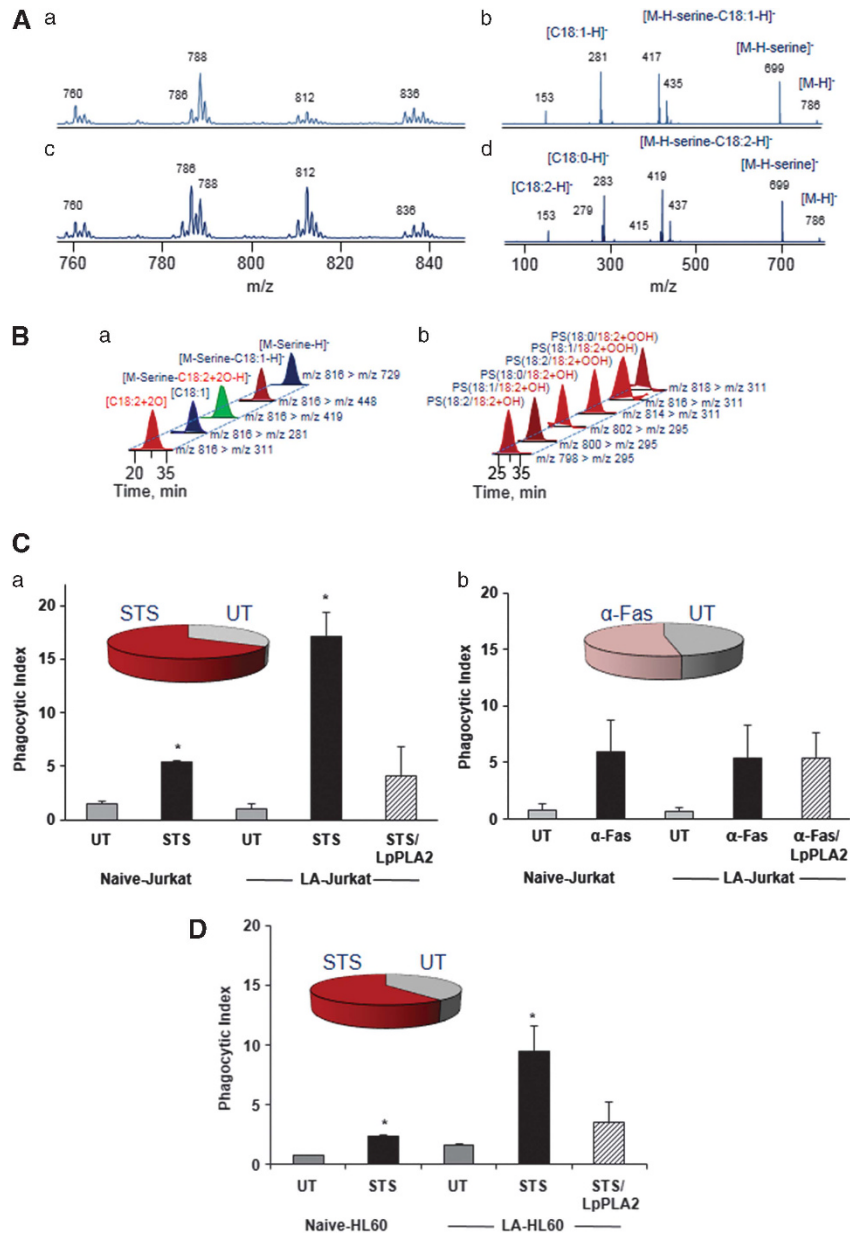 A
a
760
786
788
812
836
b
[M-H-serine-C18:1-H]-
[C18:1-H]-
281
417
435
[M-H-serine]-
699
[M-H]-
153
786
c
760
786
788
812
836
760 780 800 820 840
m/z
d
[M-H-serine-C18:2-H]-
[C18:0-H]-
[C18:2-H]-
283
419
[M-H-serine]-
699
[M-H]-
153
279
415
437
786
100 300 500 700
m/z
B
a
[M-Serine-H]-
[M-Serine-C18:1-H]-
[M-Serine-C18:2+2O-H]-
[C18:1]
[C18:2+2O]
m/z 816 > m/z 729
m/z 816 > m/z 448
m/z 816 > m/z 419
m/z 816 > m/z 281
m/z 816 > m/z 311
20 35
Time, min
b
PS(18:0/18:2+OOH)
PS(18:1/18:2+OOH)
PS(18:2/18:2+OOH)
PS(18:0/18:2+OH)
PS(18:1/18:2+OH)
PS(18:2/18:2+OH)
m/z 818 > m/z 311
m/z 816 > m/z 311
m/z 814 > m/z 311
m/z 802 > m/z 295
m/z 800 > m/z 295
m/z 798 > m/z 295
25 35
Time, min
C
a
Phagocytic Index
20
15
10
5
0
STS
UT
*
*
UT
STS
UT
STS
STS/
LpPLA2
Naive-Jurkat
LA-Jurkat
b
Phagocytic Index
20
15
10
5
0
α-Fas
UT
UT
α-Fas
UT
α-Fas
α-Fas/
LpPLA2
Naive-Jurkat
LA-Jurkat
D
Phagocytic Index
20
15
10
5
0
STS
UT
*
*
UT
STS
UT
STS
STS/
LpPLA2
Naive-HL60
LA-HL60